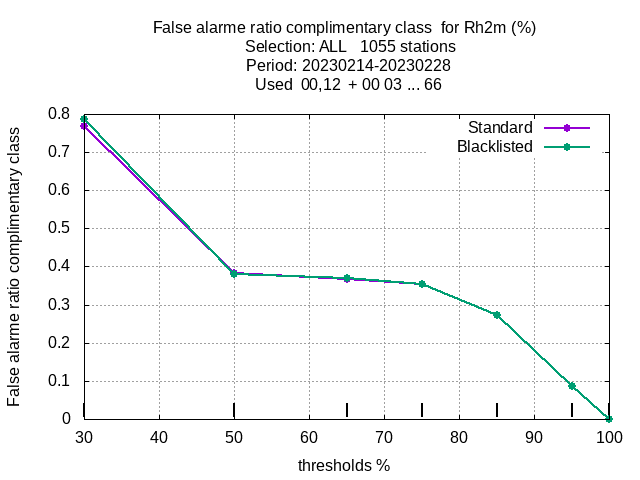 False alarme ratio complimentary class  for Rh2m (%)
Selection: ALL   1055 stations
Period: 20230214-20230228
Used  00,12  + 00 03 ... 66
Standard
Blacklisted
False alarme ratio complimentary class
0.8
0.7
0.6
0.5
0.4
0.3
0.2
0.1
0
30 40 50 60 70 80 90 100
thresholds %